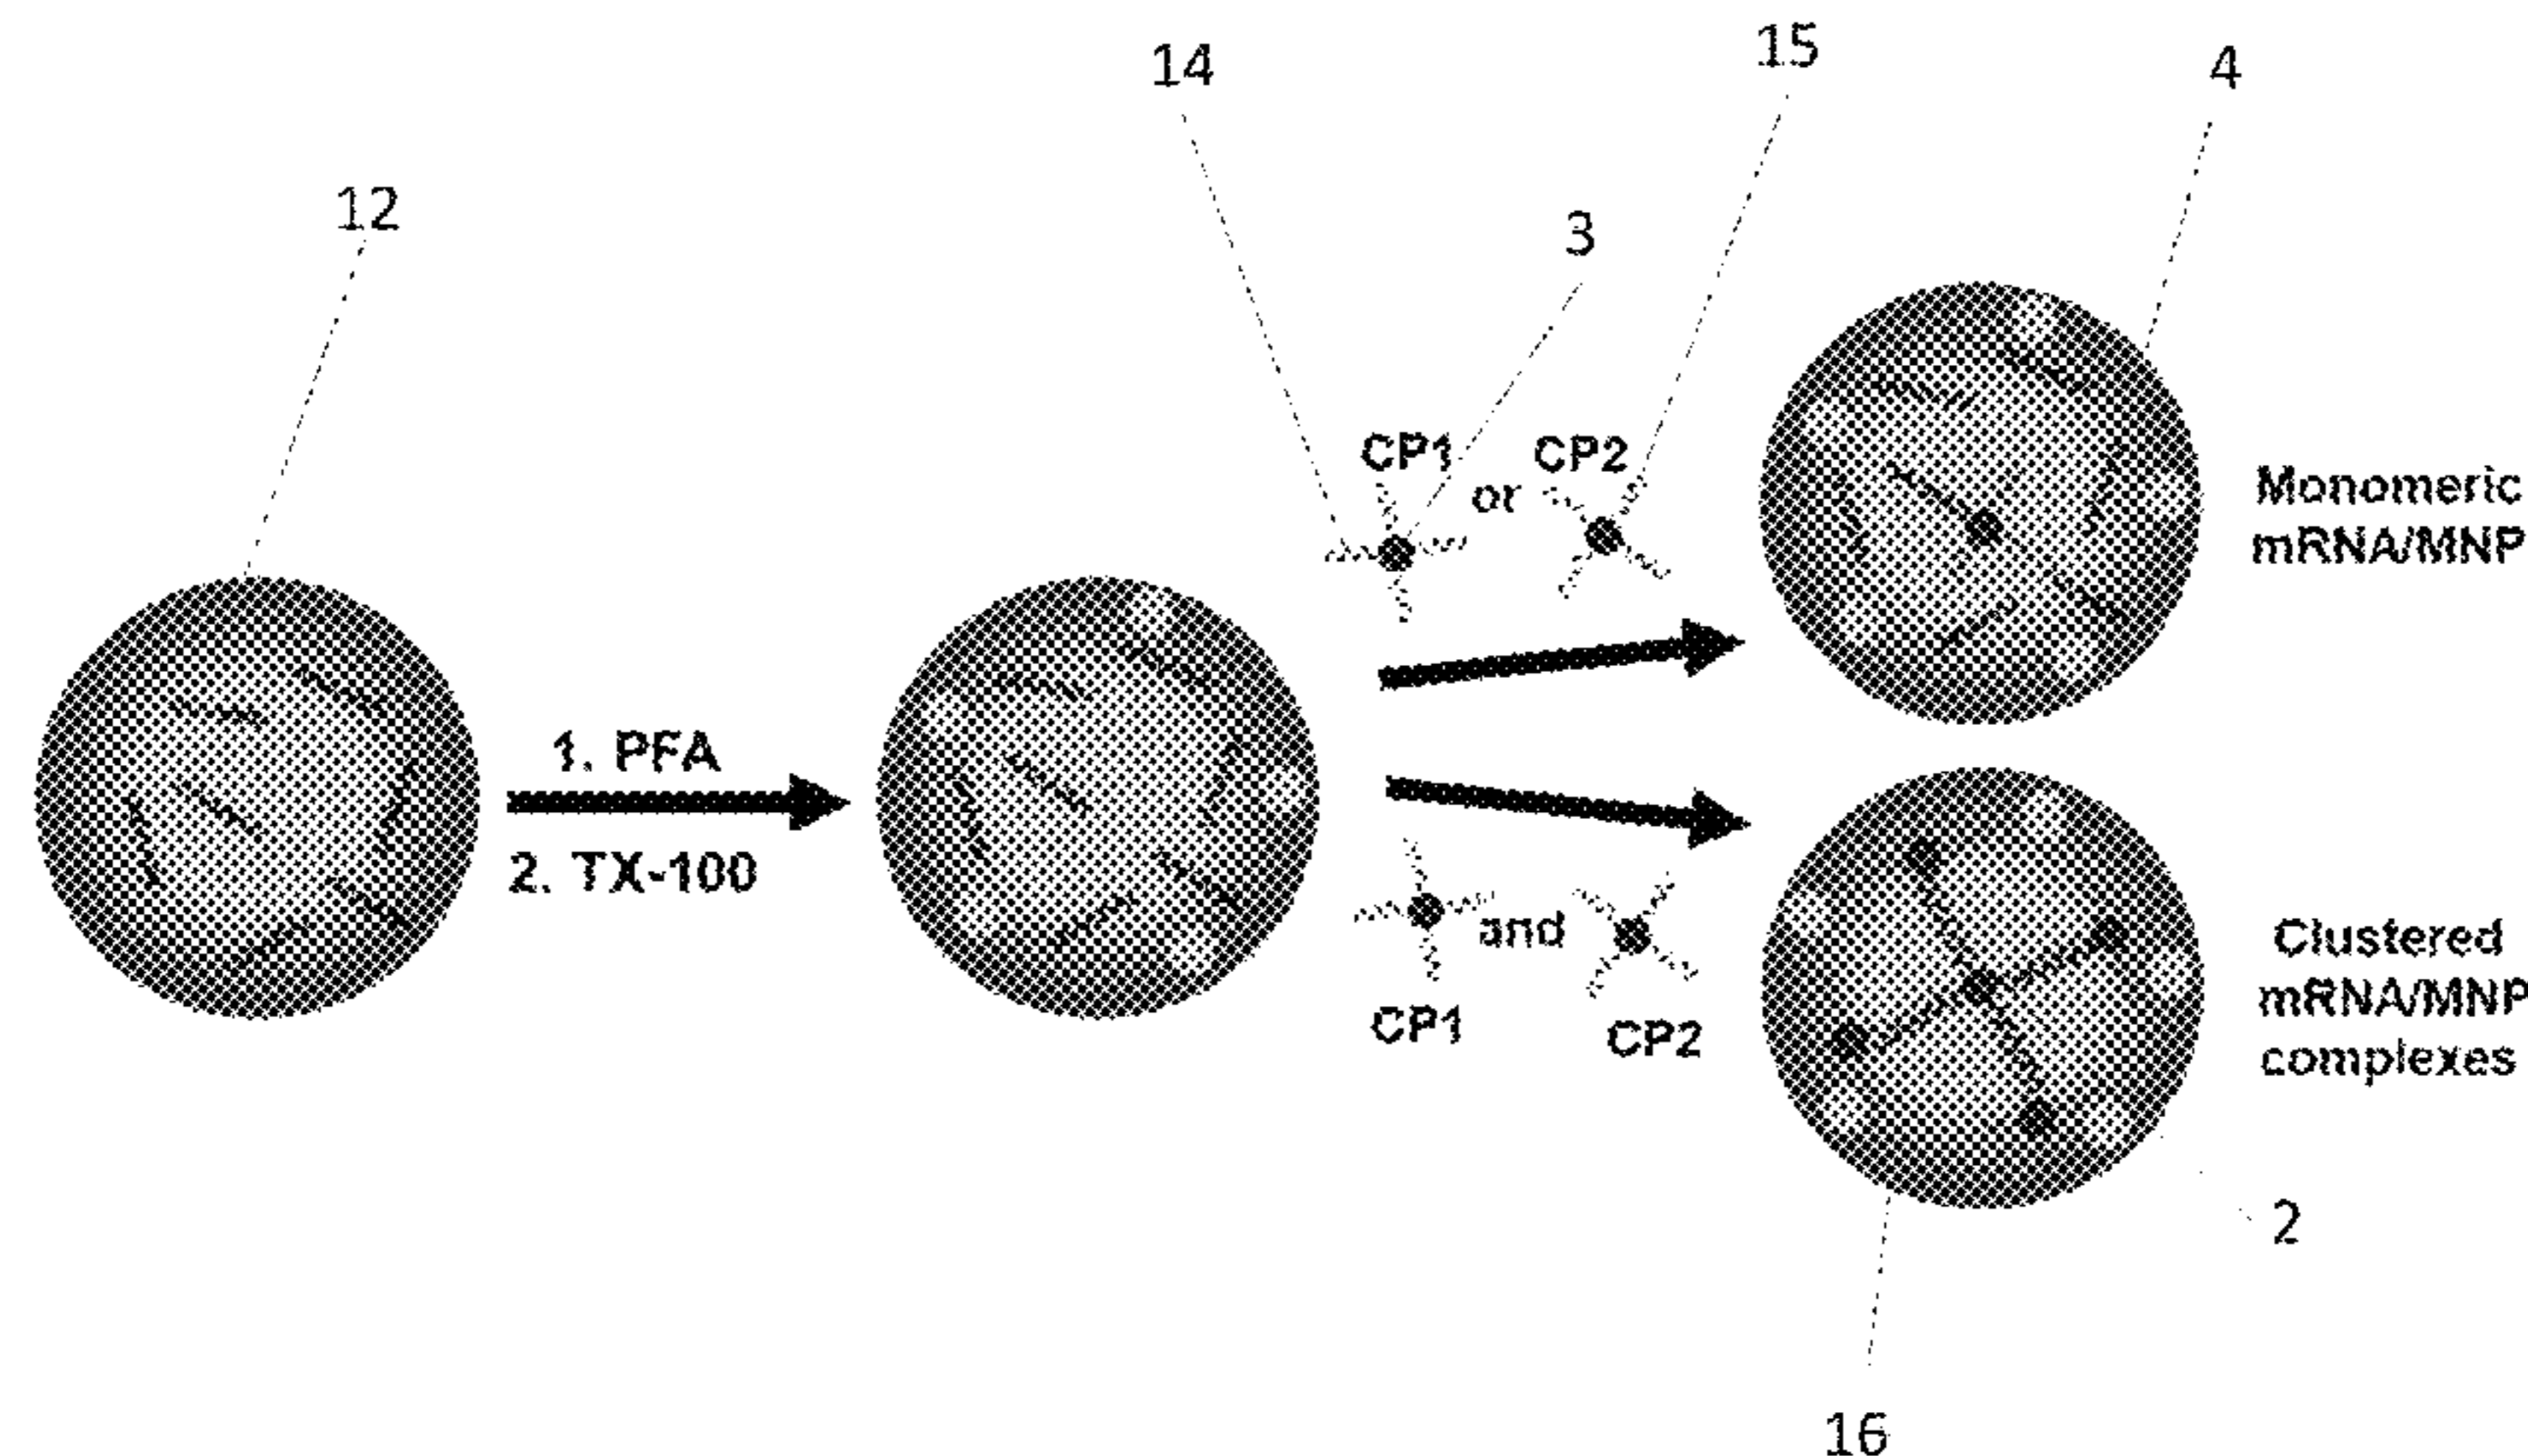 14
15
4
12
3
CP1
or
CP2
Monomeric
mRNA/MNP
1. PFA
2. TX-100
and
CP1
CP2
Clustered
mRNA/MNP
complexes
2
16